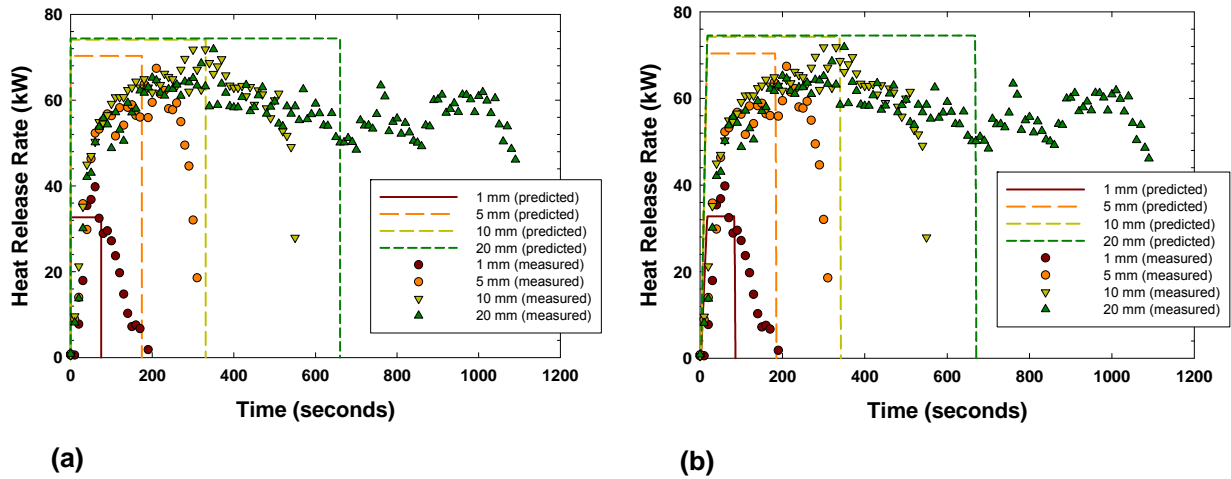 80
60
40
20
0
Heat Release Rate (kW)
0 200 400 600 800 1000 1200
Time (seconds)
1 mm (predicted)
5 mm (predicted)
10 mm (predicted)
20 mm (predicted)
1 mm (measured)
5 mm (measured)
10 mm (measured)
20 mm (measured)
(a)
80
60
40
20
0
Heat Release Rate (kW)
0 200 400 600 800 1000 1200
Time (seconds)
1 mm (predicted)
5 mm (predicted)
10 mm (predicted)
20 mm (predicted)
1 mm (measured)
5 mm (measured)
10 mm (measured)
20 mm (measured)
(b)